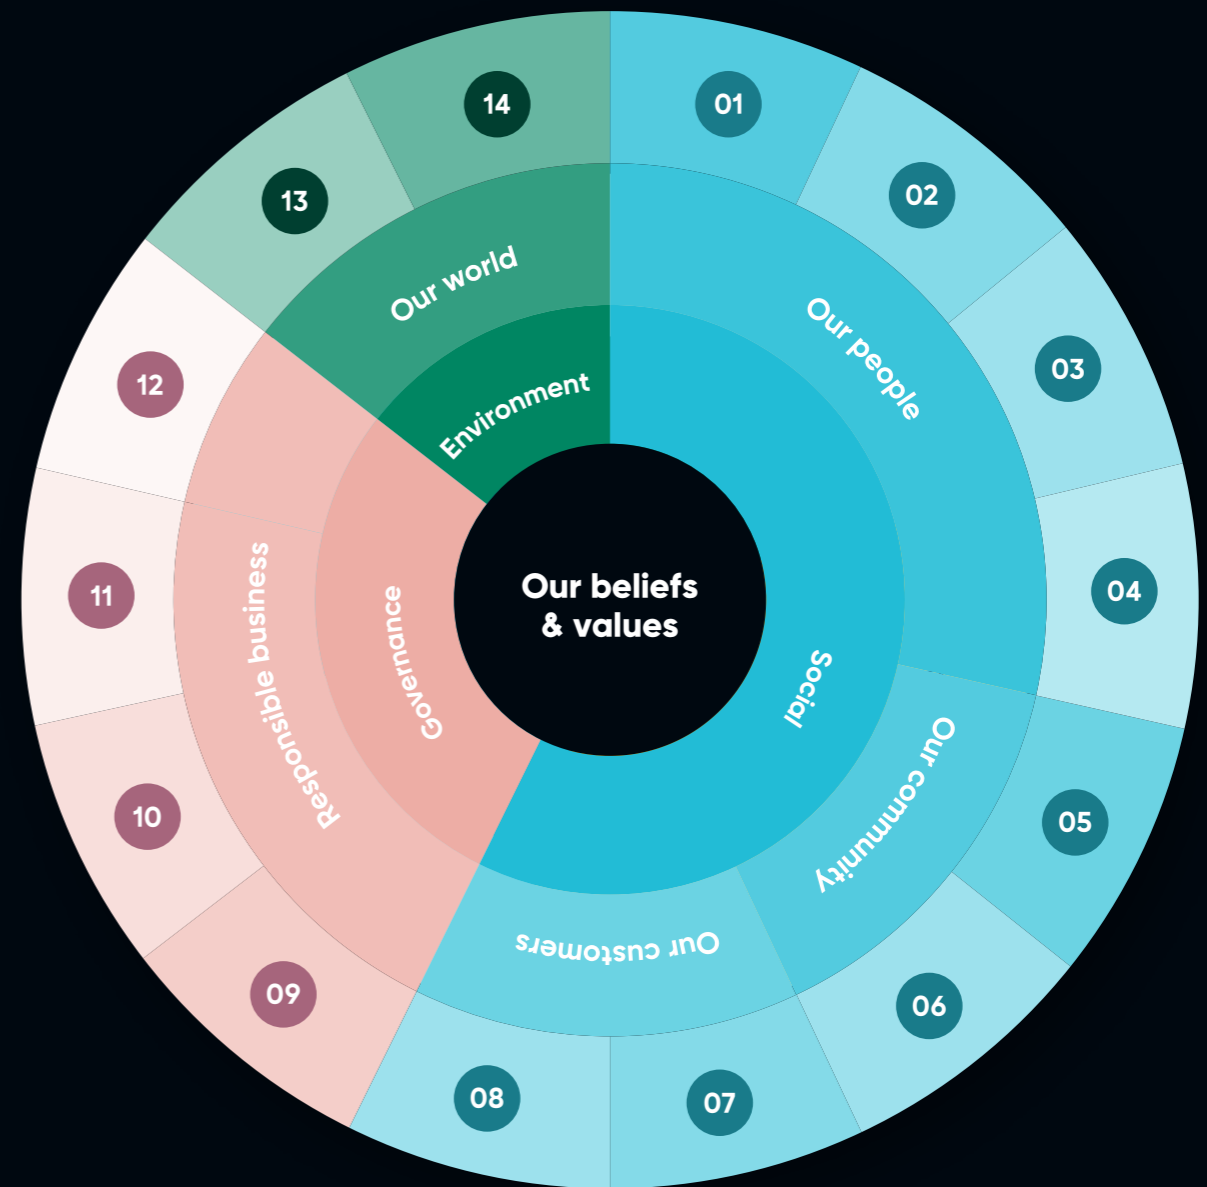 Our beliefs
& values
Environment
Social
Governance
Our world
Our people
Our community
Our customers
Responsible business
01
02
03
04
05
06
07
08
09
10
11
12
13
14